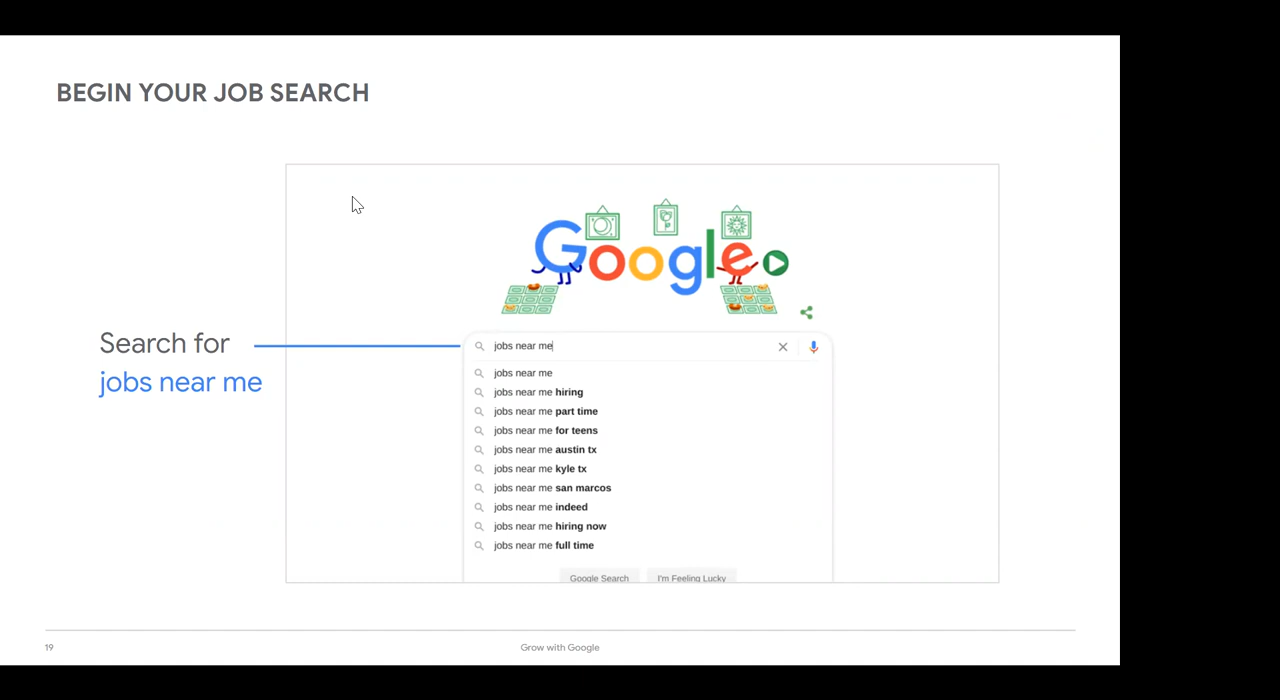 BEGIN YOUR JOB SEARCH
Google
Search for
jobs near me
jobs near me
jobs near me
jobs near me hiring
jobs near me part time
jobs near me for teens
jobs near me austin tx
jobs near me kyle tx
jobs near me san marcos
jobs near me indeed
jobs near me hiring now
jobs near me full time
Google Search I'm Feeling Lucky
19 Grow with Google